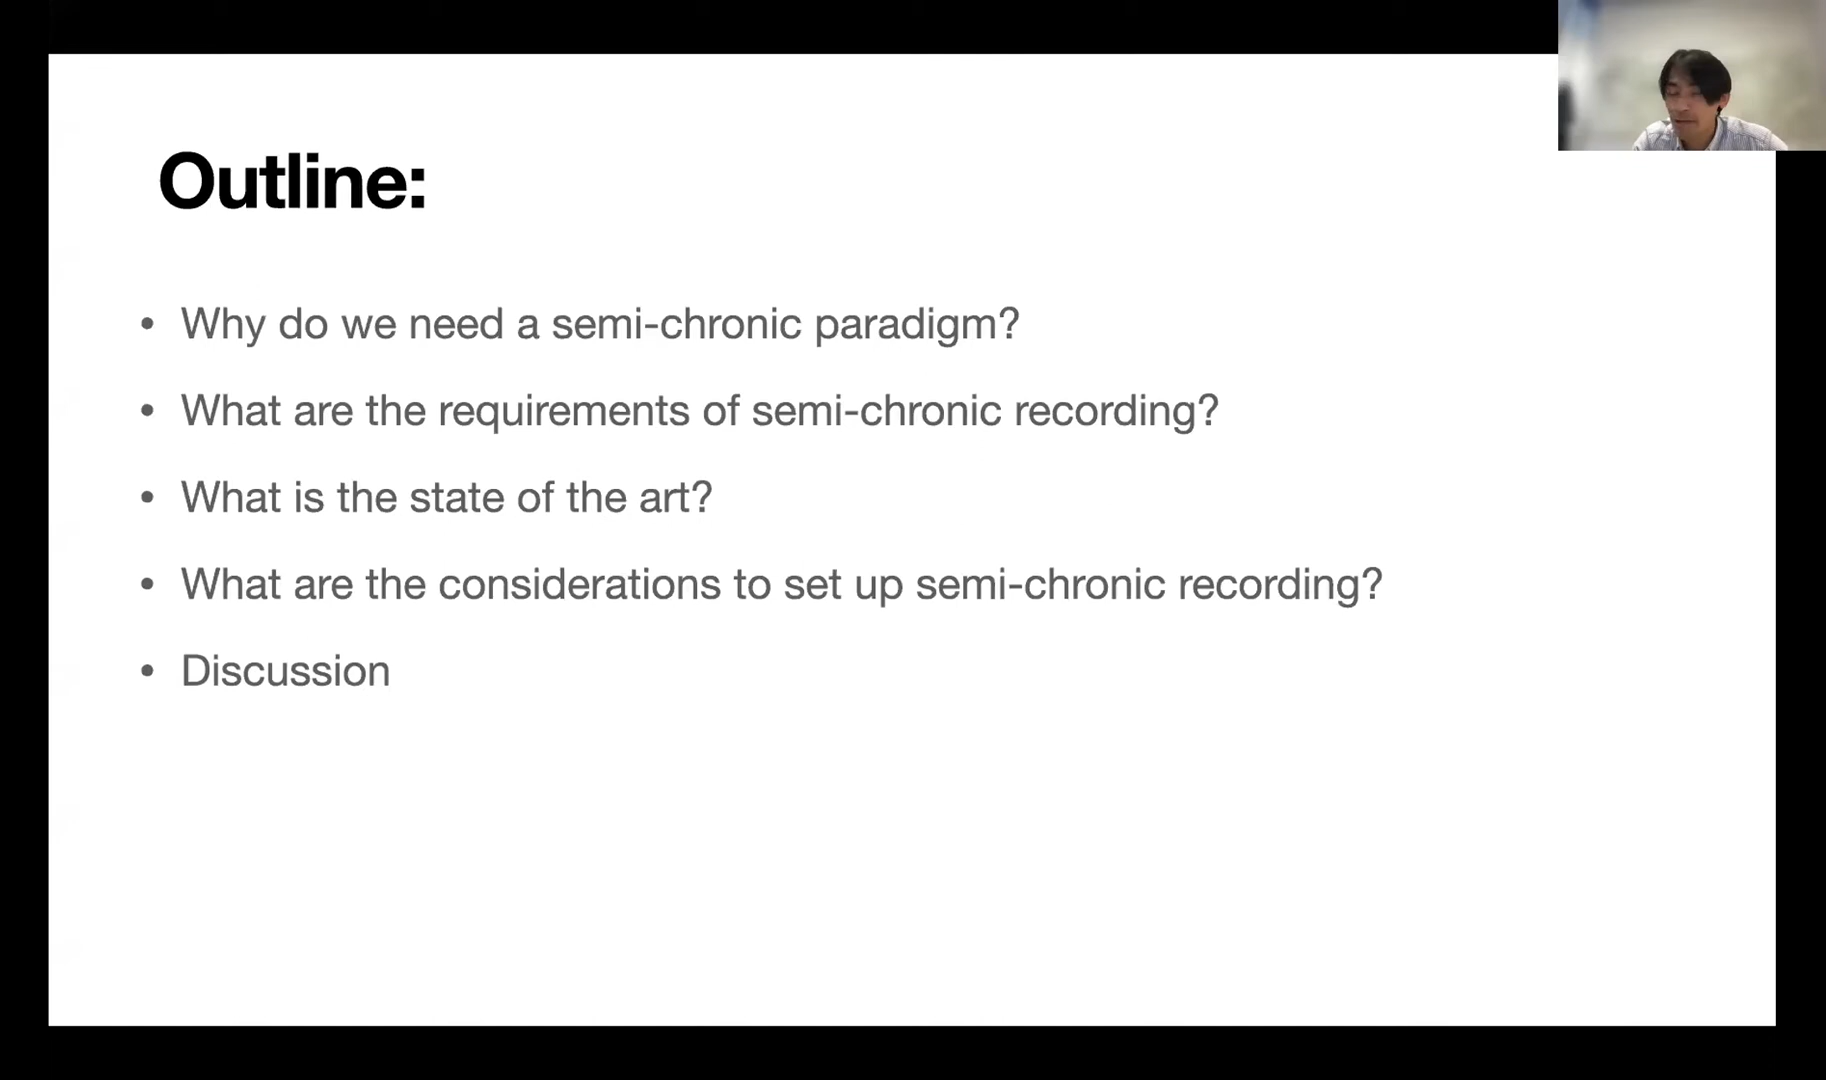 Outline:
• Why do we need a semi-chronic paradigm?
• What are the requirements of semi-chronic recording?
• What is the state of the art?
• What are the considerations to set up semi-chronic recording?
• Discussion